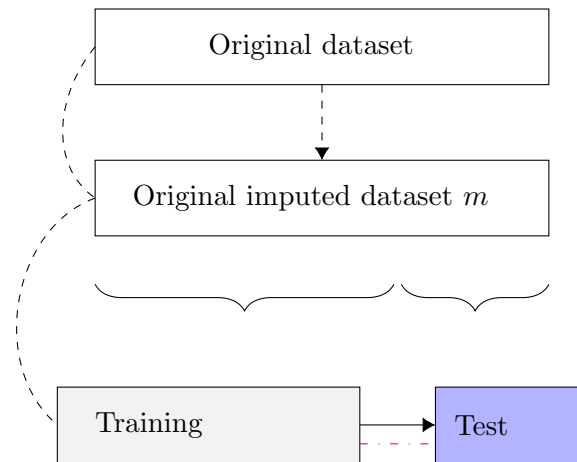 Original dataset
Original imputed dataset m
Training
Test